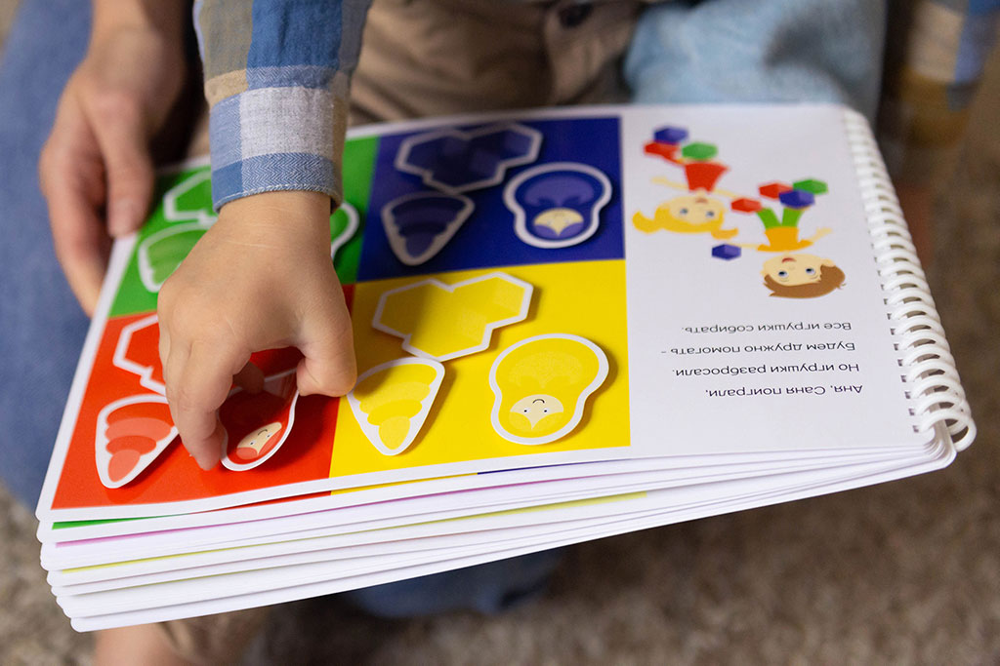 Аня, Саня поиграли,
Но игрушки разбросали.
Будем дружно помогать -
Все игрушки собирать.